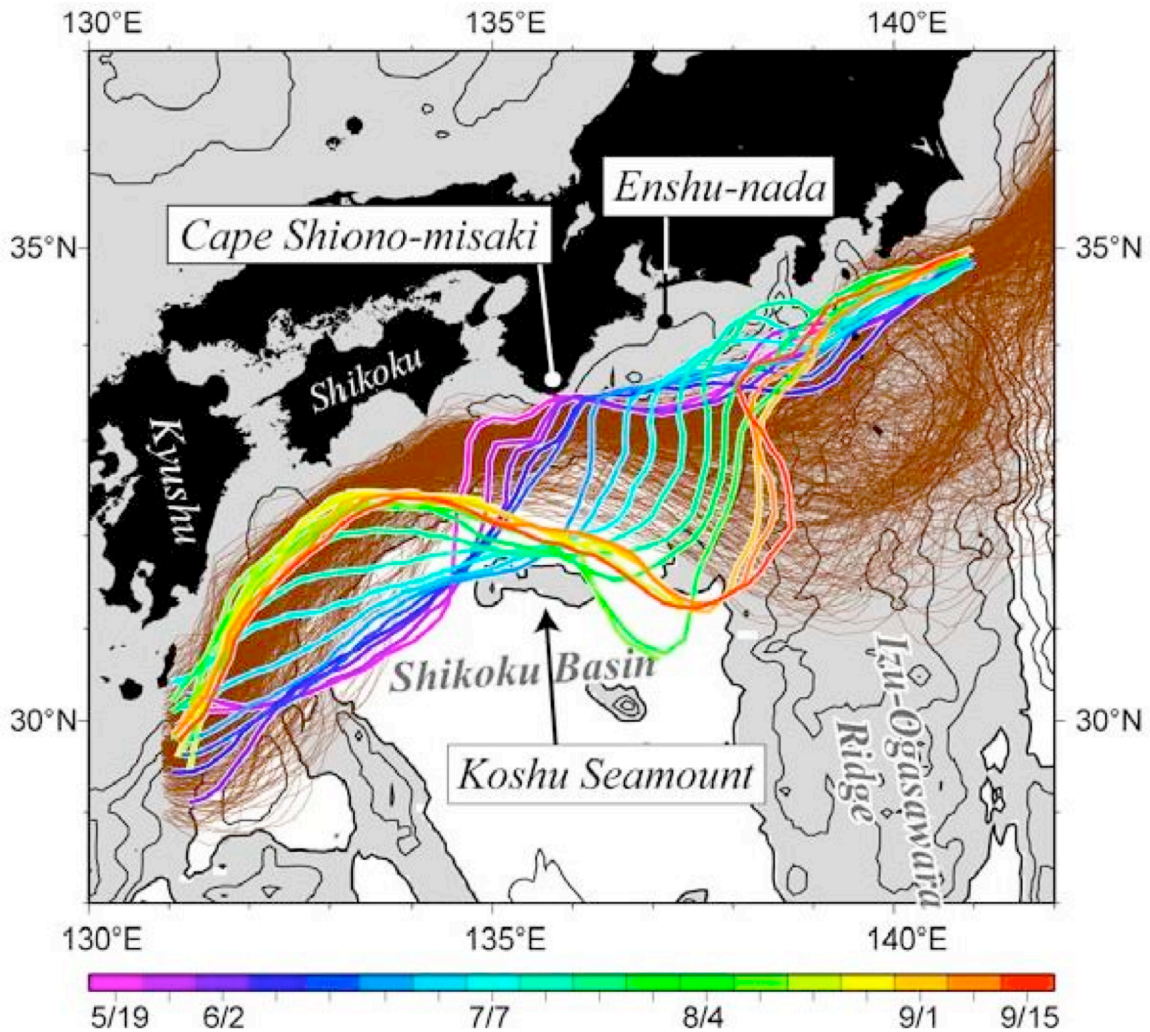 130°E 135°E 140°E
Enshu-nada
Cape Shiono-misaki
35°N 35°N
Shikoku
Kyushu
Shikoku Basin
30°N 30°N
Izu-Ogasawara
Ridge
Koshu Seamount
130°E 135°E 140°E
5/19 6/2 7/7 8/4 9/1 9/15